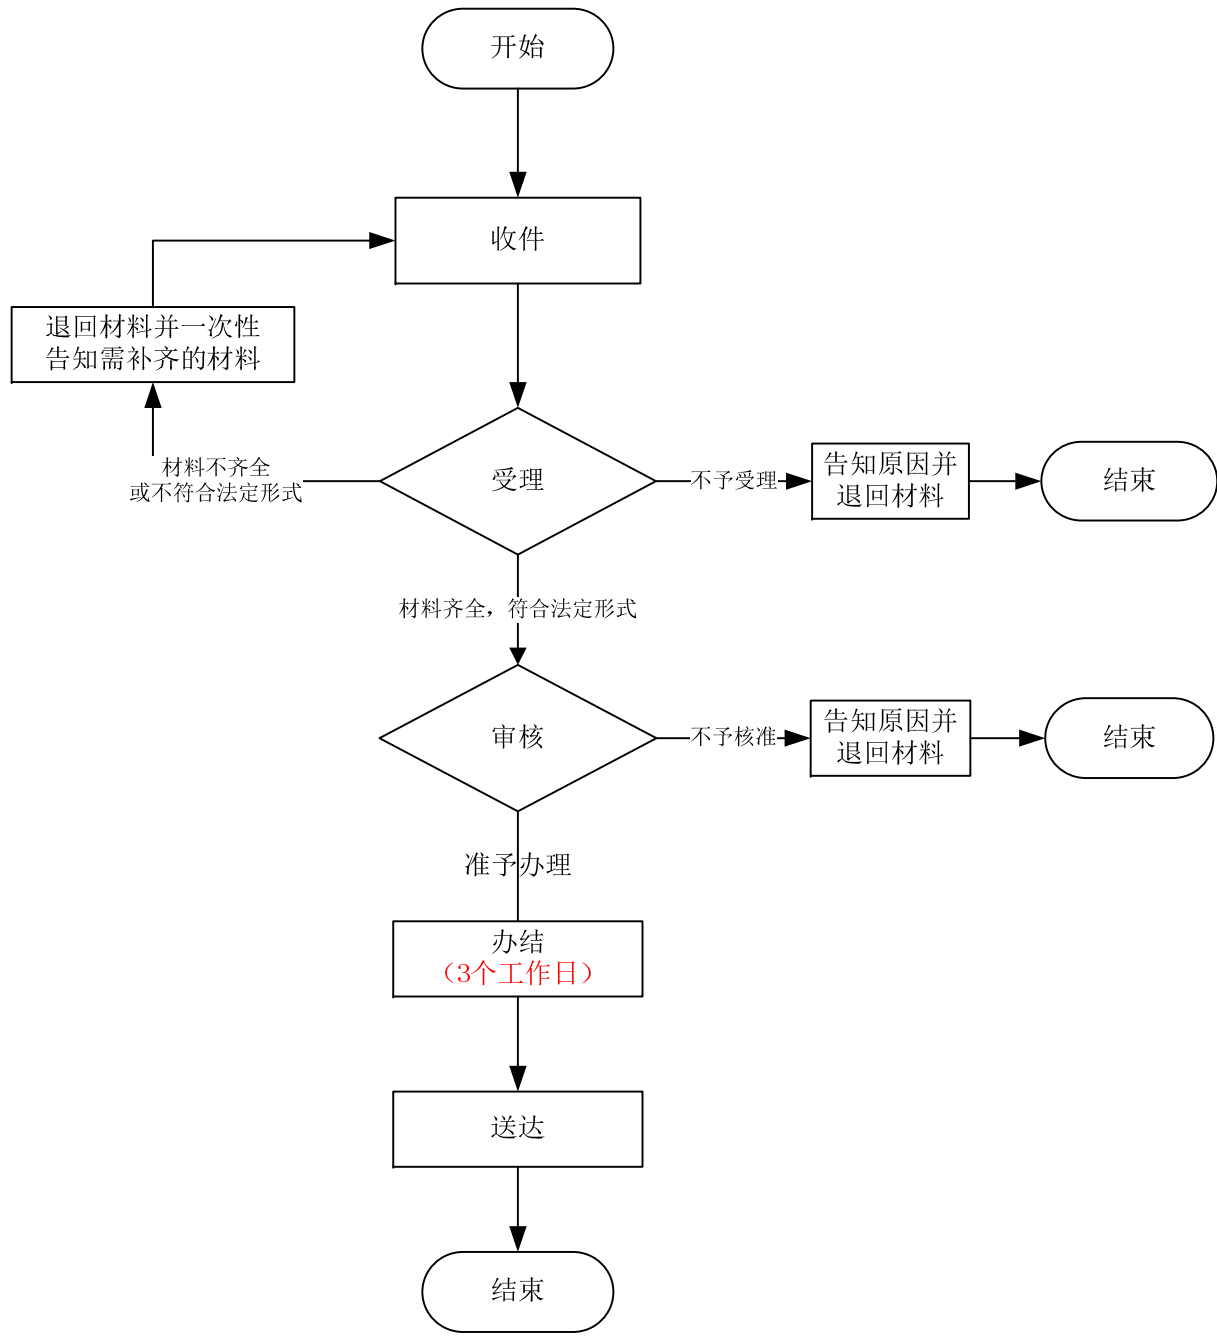 开始
收件
退回材料并一次性
告知需补齐的材料
材料不齐全
或不符合法定形式
受理
不予受理
告知原因并
退回材料
结束
材料齐全，符合法定形式
审核
不予核准
告知原因并
退回材料
结束
准予办理
办结
（3个工作日）
送达
结束